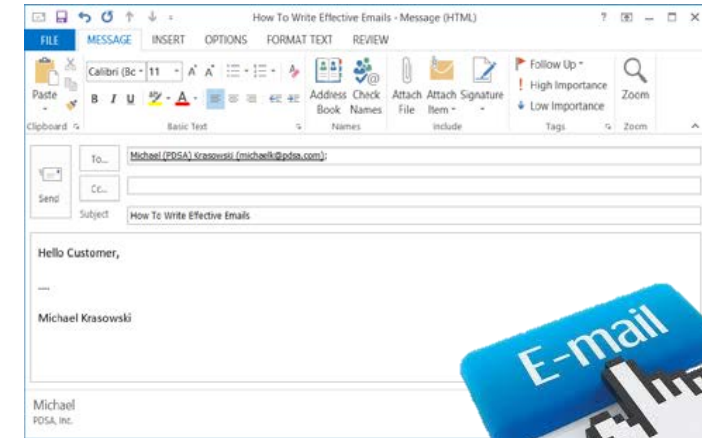 How To Write Effective Emails - Message (HTML)
FILE MESSAGE INSERT OPTIONS FORMAT TEXT REVIEW
Calibri (Bc 11
Paste
B I U
Address Book
Check Names
Attach File
Attach Item
Signature
Follow Up
High Importance
Low Importance
Zoom
Clipboard Basic Text Names Include Tags Zoom
To... Michael (PDSA) Krasowski (michaelk@pdsa.com);
Cc...
Send
Subject How To Write Effective Emails
Hello Customer,
....
Michael Krasowski
E-mail
Michael
PDSA, Inc.